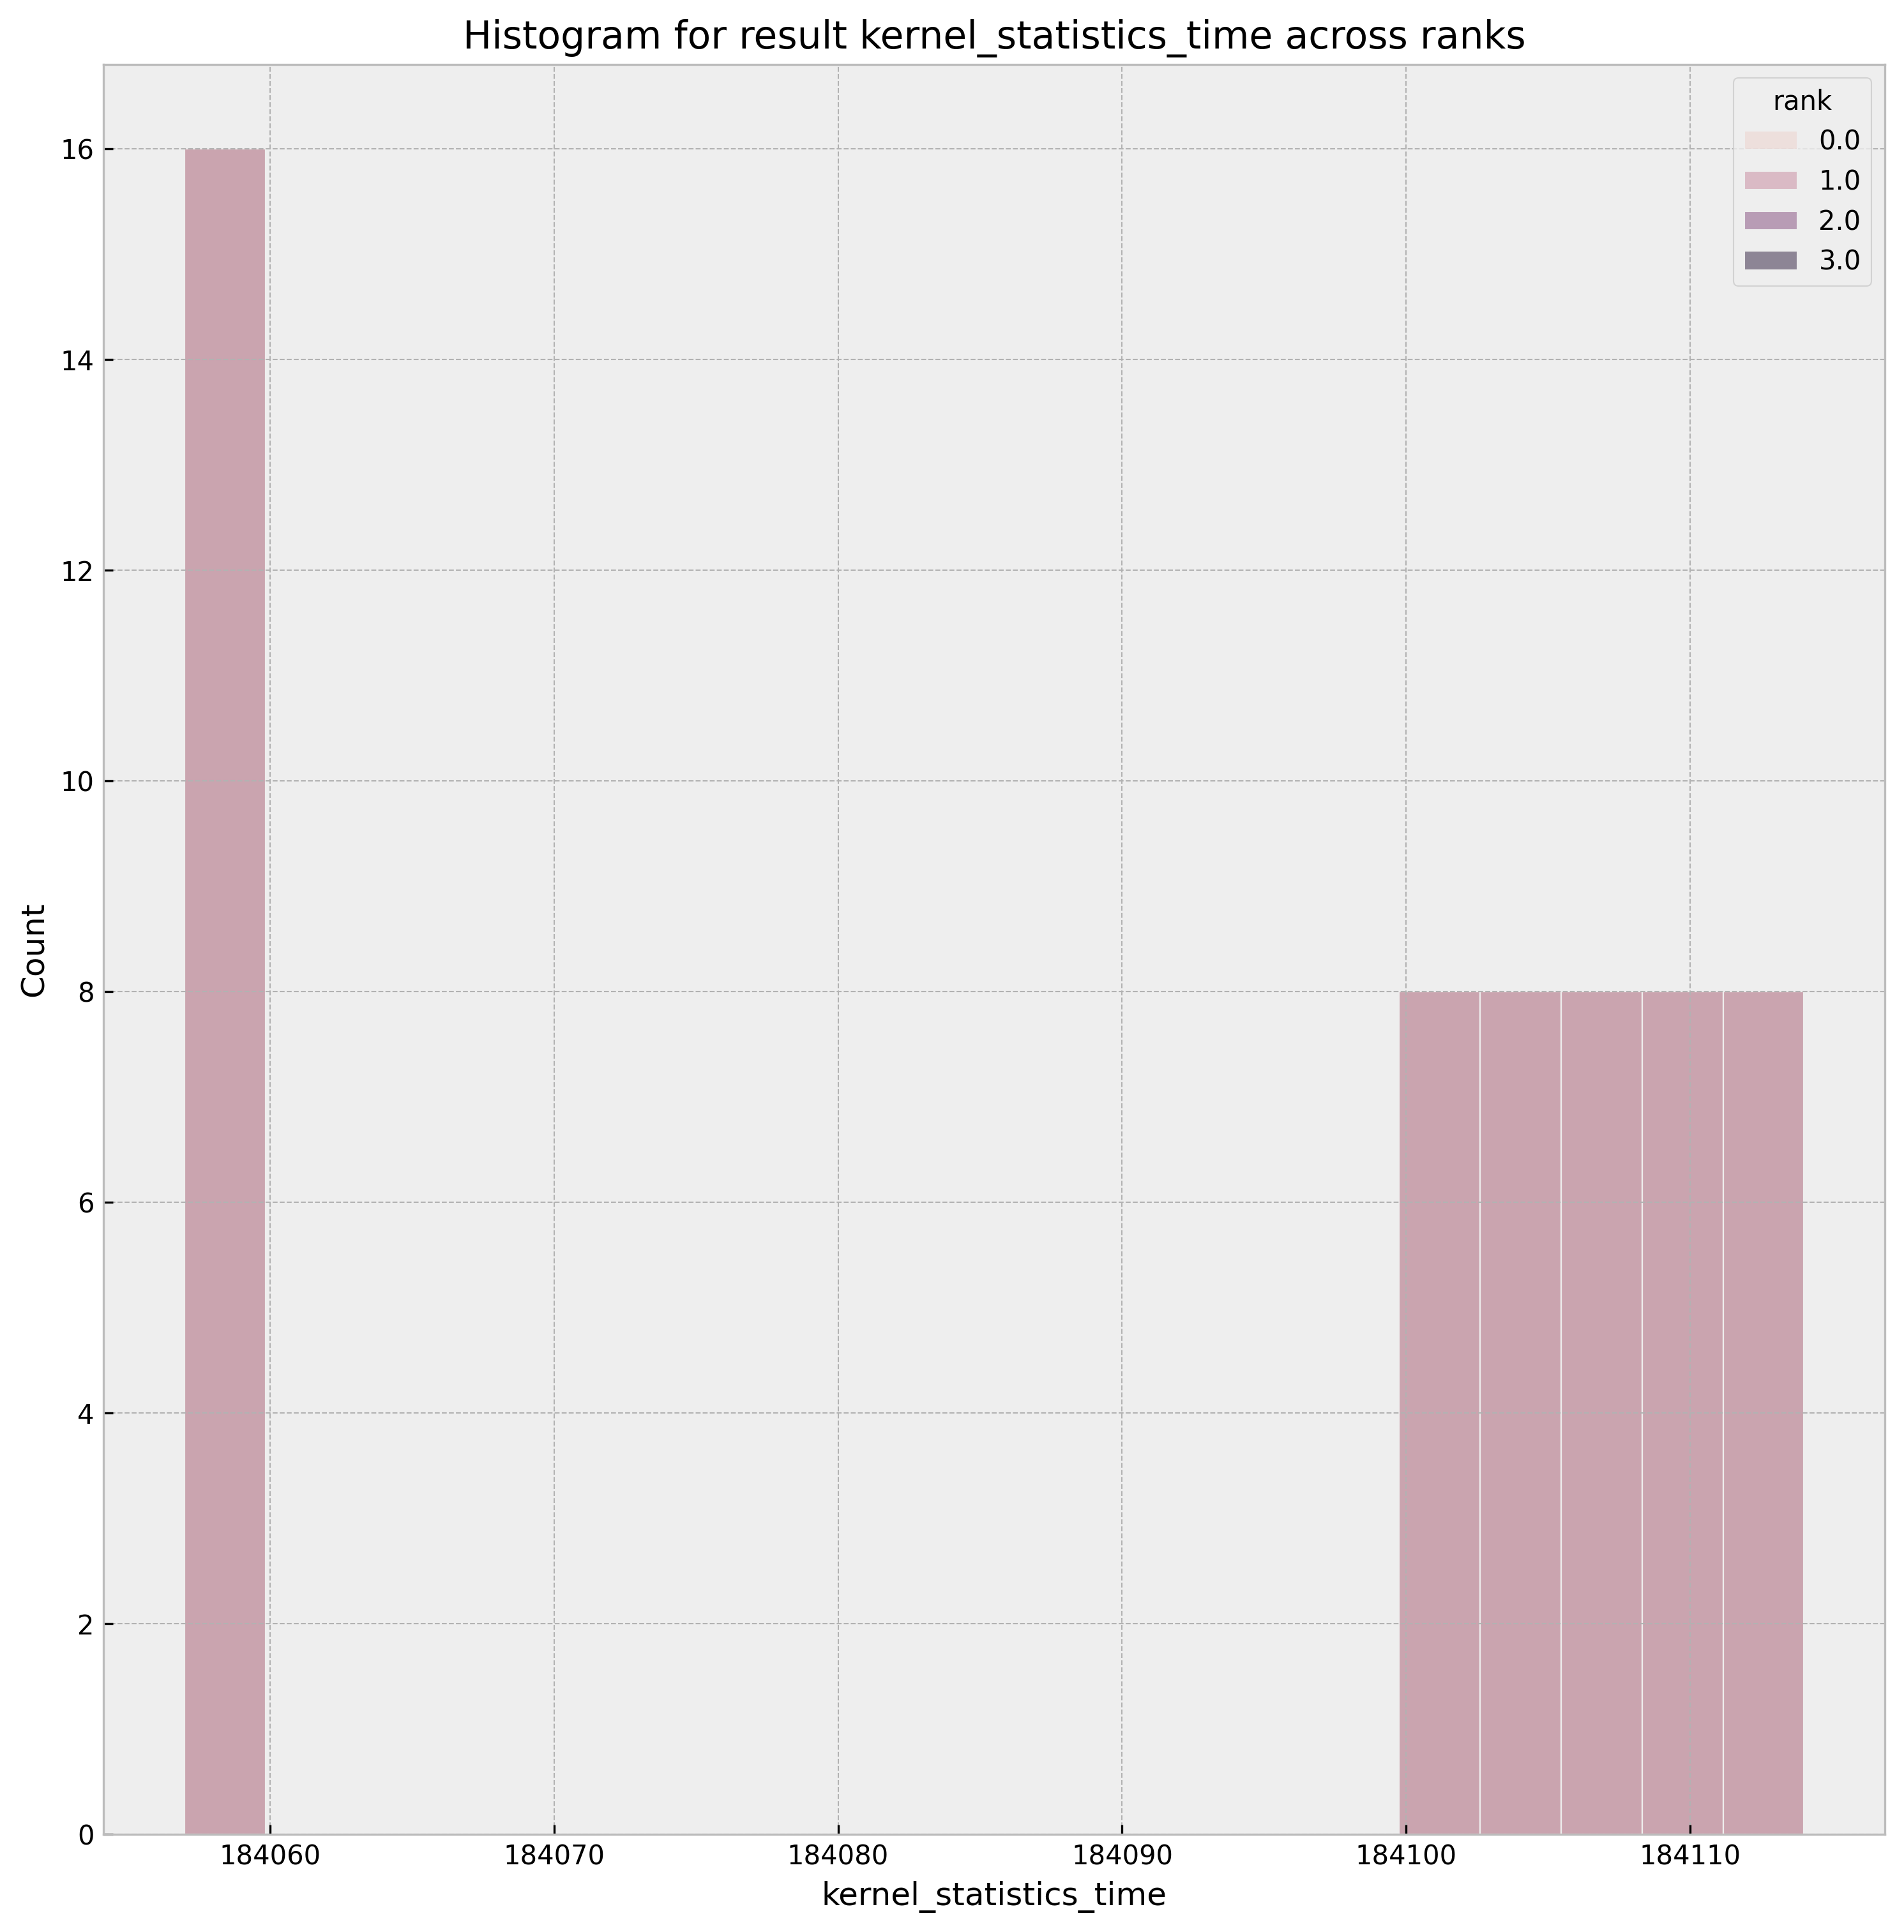 Histogram for result kernel_statistics_time across ranks
rank
0.0
1.0
2.0
3.0
16
14
12
10
8
6
4
2
0
Count
184060 184070 184080 184090 184100 184110
kernel_statistics_time